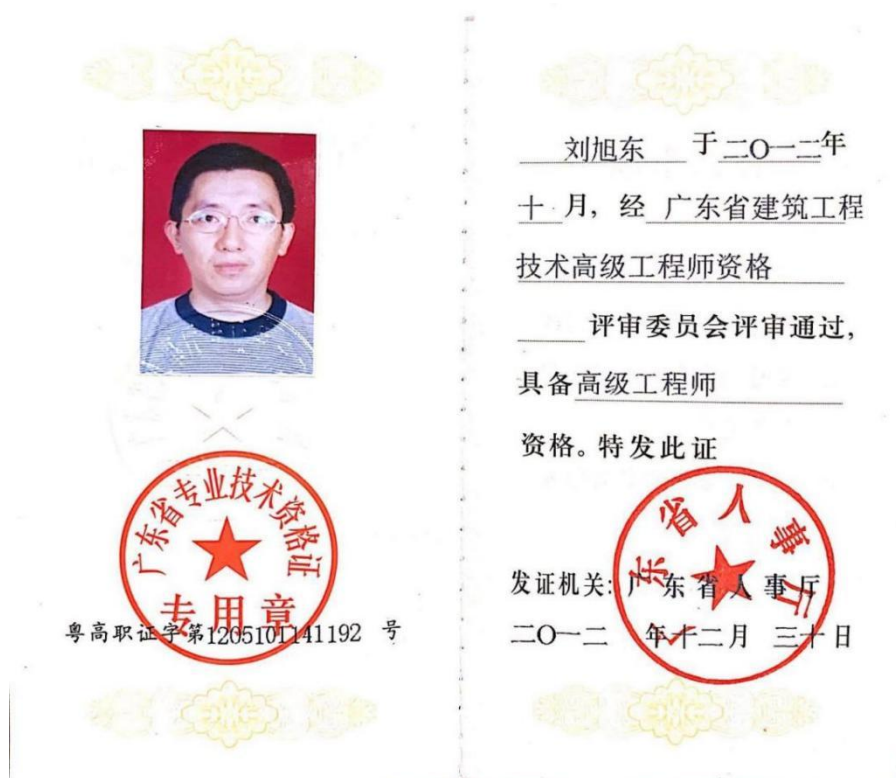 广东省专业技术资格证
专用章
粤高职证字第1205101141192 号
刘旭东 于二〇一二年
十月，经 广东省建筑工程
技术高级工程师资格
评审委员会评审通过，
具备高级工程师
资格。特发此证
广东省人事厅
发证机关：广东省人事厅
二〇一二 年十二月 三十日